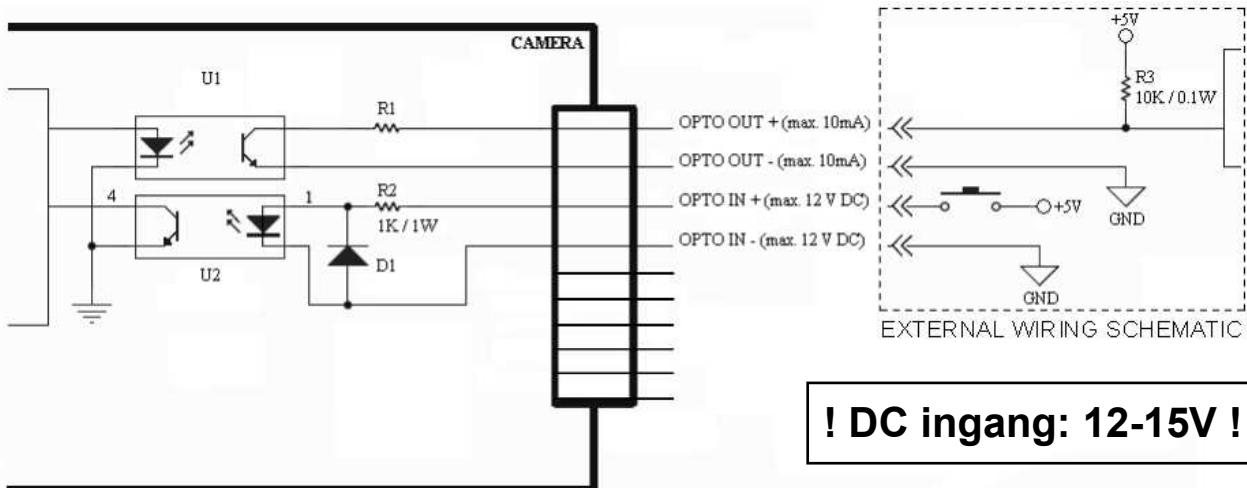 CAMERA
U1
R1
4
1
R2
1K / 1W
D1
U2
OPTO OUT + (max. 10mA)
OPTO OUT - (max. 10mA)
OPTO IN + (max. 12 V DC)
OPTO IN - (max. 12 V DC)
+5V
R3
10K / 0.1W
GND
+5V
GND
EXTERNAL WIRING SCHEMATIC
! DC ingang: 12-15V !